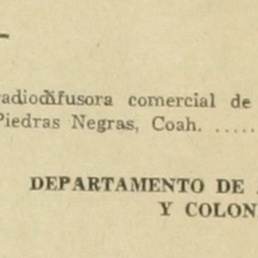 radiodifusora comercial de
Piedras Negras, Coah. .....
DEPARTAMENTO DE
Y COLON